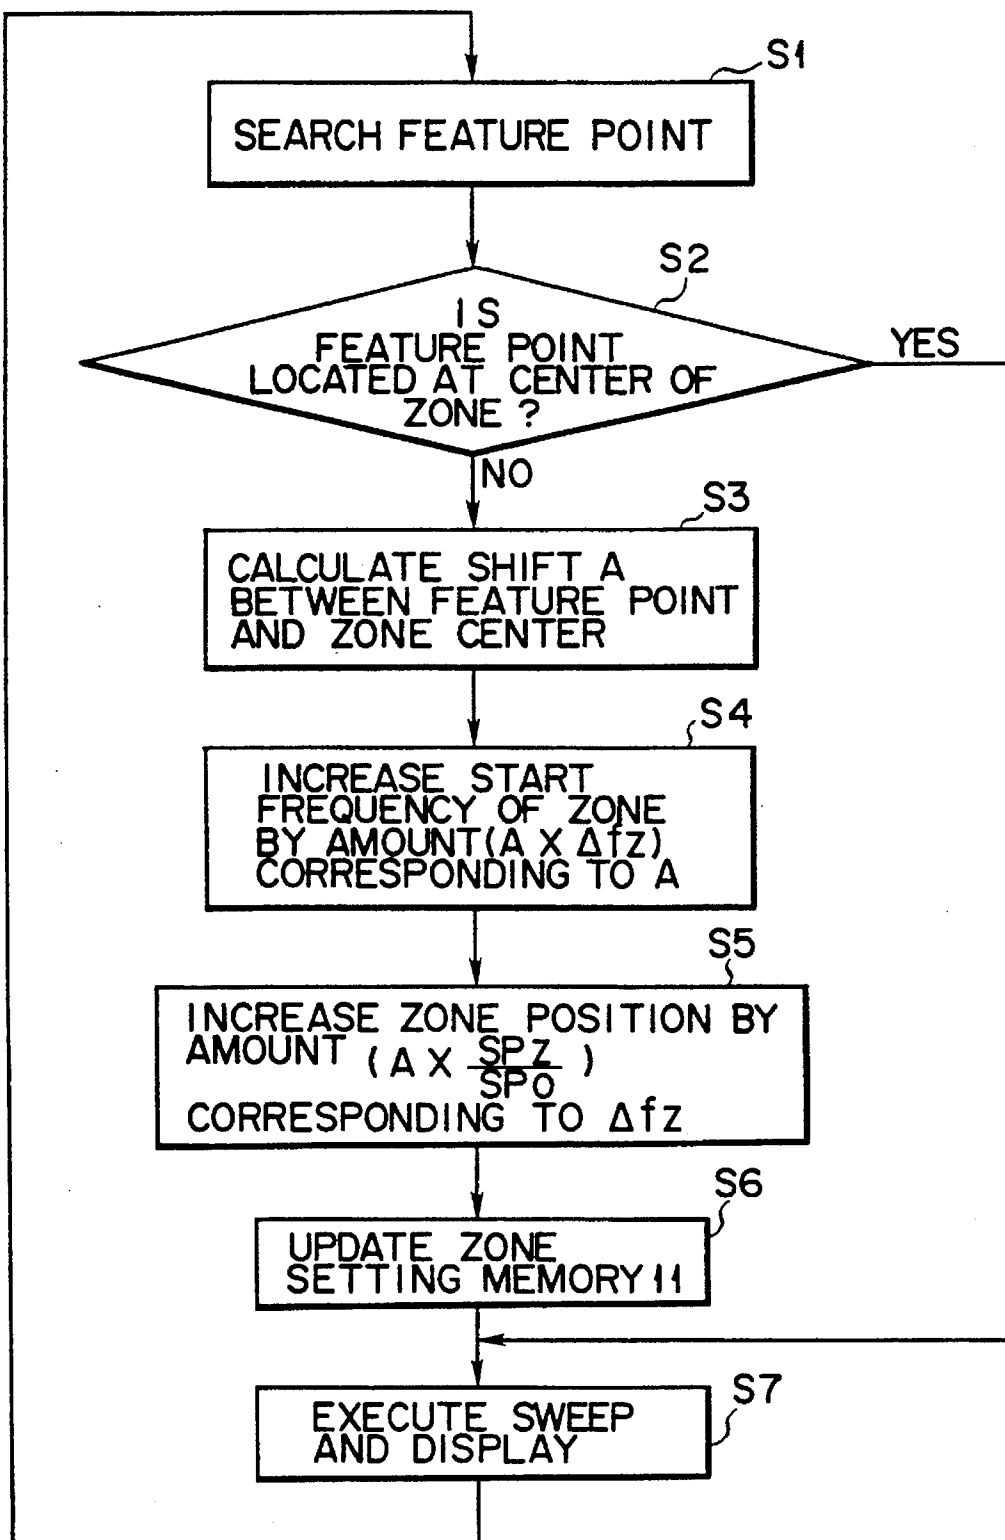 S1
SEARCH FEATURE POINT
S2
IS
FEATURE POINT
LOCATED AT CENTER OF
ZONE ?
YES
NO
S3
CALCULATE SHIFT A
BETWEEN FEATURE POINT
AND ZONE CENTER
S4
INCREASE START
FREQUENCY OF ZONE
BY AMOUNT (A X Δfz)
CORRESPONDING TO A
S5
INCREASE ZONE POSITION BY
AMOUNT (A X SPz/SPO)
CORRESPONDING TO Δfz
S6
UPDATE ZONE
SETTING MEMORY 11
S7
EXECUTE SWEEP
AND DISPLAY